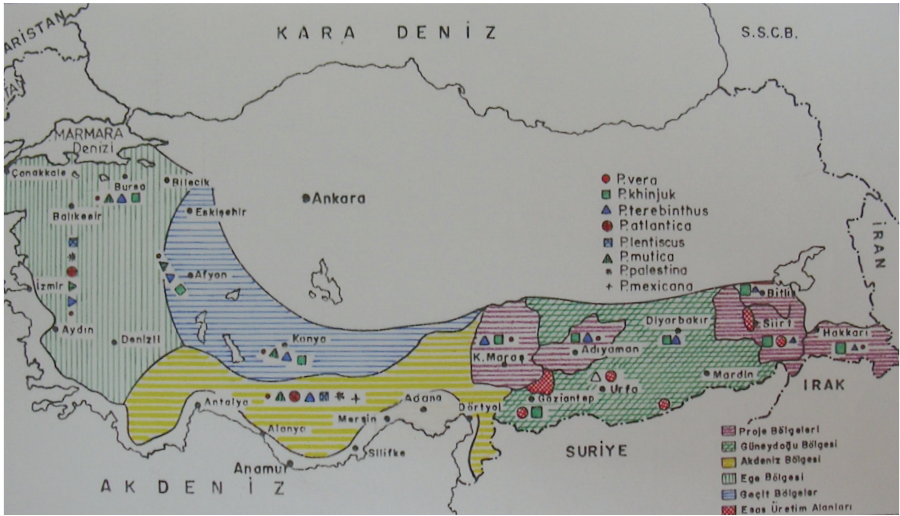 ARİSTAN
KARA DENİZ
S.S.C.B.
MARMARA
Denizi
Çanakkale
Bursa
Bilecik
Balıkesir
Eskişehir
Ankara
P.vera
P.khinjuk
P.terebinthus
P.atlantica
P.lentiscus
P.mutica
P.palestina
P.mexicana
İRAN
İzmir
Afyon
Aydın
Denizli
Konya
K.Maraş
Adıyaman
Diyarbakır
Bitlis
Siirt
Hakkari
Mardin
Urfa
Gaziantep
IRAK
Antalya
Alanya
Anamur
Silifke
Mersin
Adana
Dörtyol
SURİYE
AKDENİZ
Proje Bölgeleri
Güneydoğu Bölgesi
Akdeniz Bölgesi
Ege Bölgesi
Geçit Bölgeler
Esas Üretim Alanları